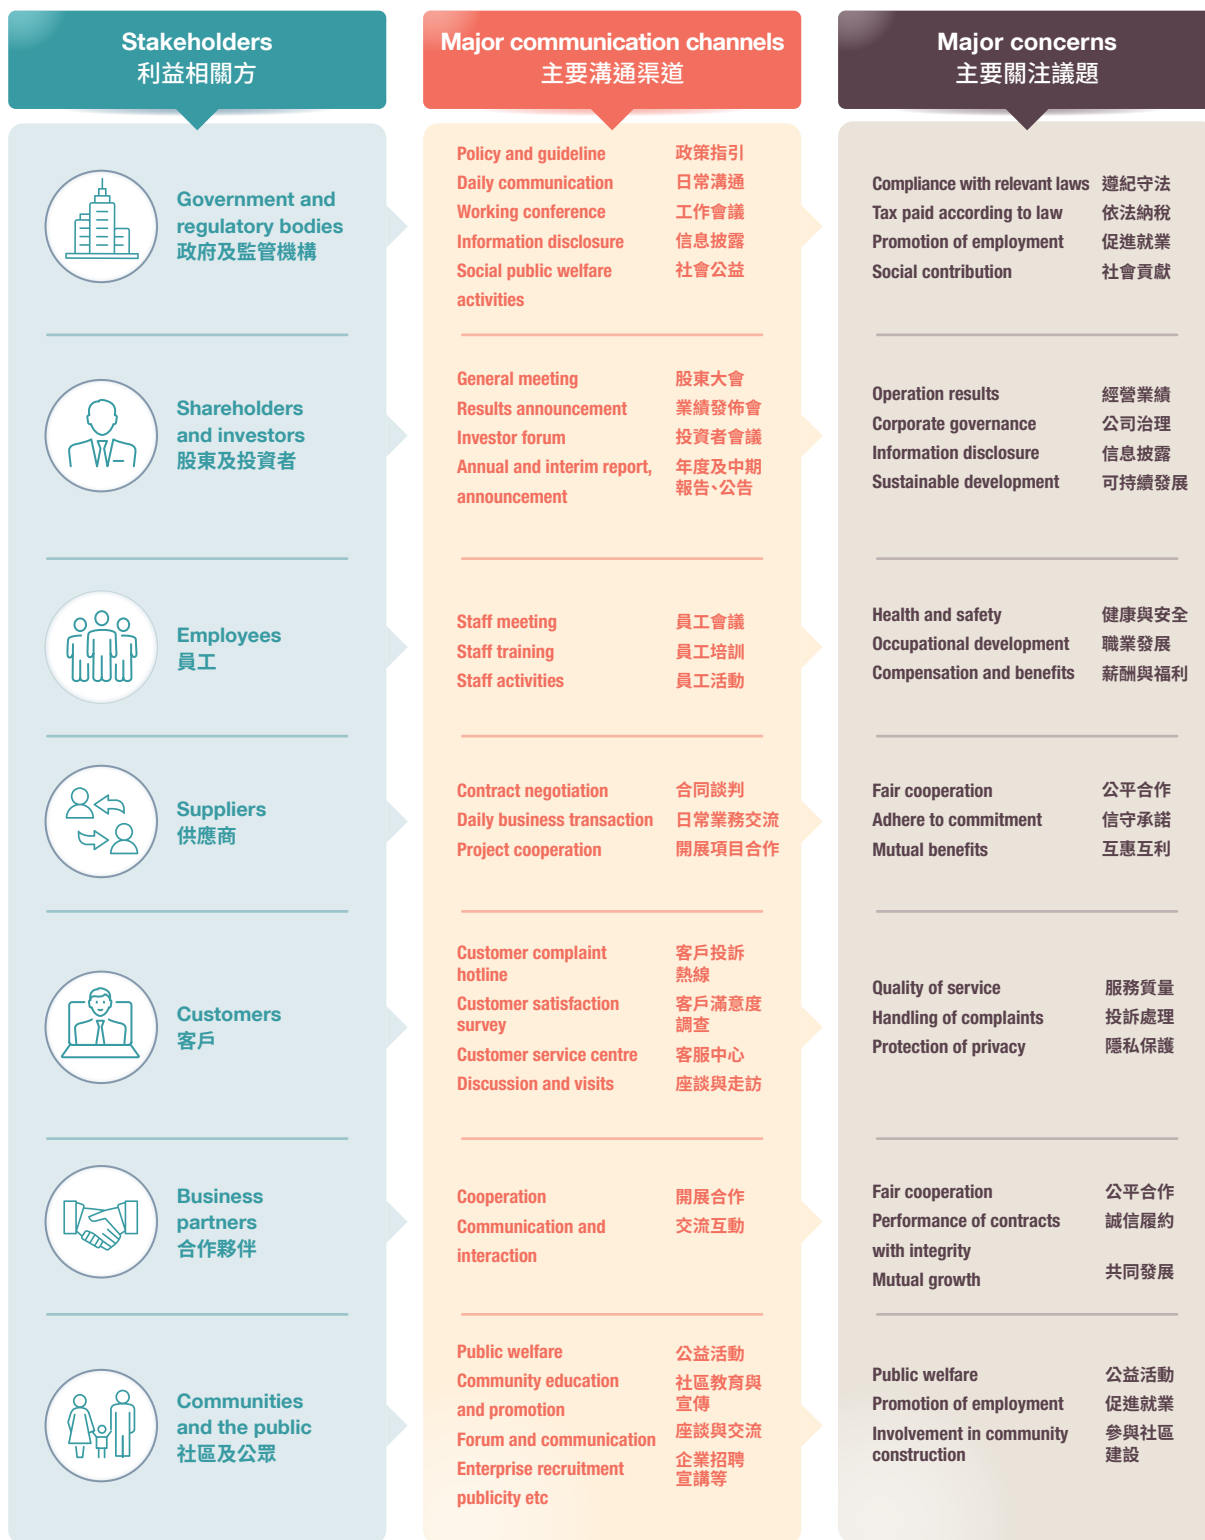 Stakeholders
利益相關方
Major communication channels
主要溝通渠道
Major concerns
主要關注議題
Government and
regulatory bodies
政府及監管機構
Policy and guideline 政策指引
Daily communication 日常溝通
Working conference 工作會議
Information disclosure 信息披露
Social public welfare 社會公益
activities
Compliance with relevant laws 遵紀守法
Tax paid according to law 依法納稅
Promotion of employment 促進就業
Social contribution 社會貢獻
Shareholders
and investors
股東及投資者
General meeting 股東大會
Results announcement 業績發佈會
Investor forum 投資者會議
Annual and interim report, 年度及中期
announcement 報告、公告
Operation results 經營業績
Corporate governance 公司治理
Information disclosure 信息披露
Sustainable development 可持續發展
Employees
員工
Staff meeting 員工會議
Staff training 員工培訓
Staff activities 員工活動
Health and safety 健康與安全
Occupational development 職業發展
Compensation and benefits 薪酬與福利
Suppliers
供應商
Contract negotiation 合同談判
Daily business transaction 日常業務交流
Project cooperation 開展項目合作
Fair cooperation 公平合作
Adhere to commitment 信守承諾
Mutual benefits 互惠互利
Customers
客戶
Customer complaint 客戶投訴
hotline 熱線
Customer satisfaction 客戶滿意度
survey 調查
Customer service centre 客服中心
Discussion and visits 座談與走訪
Quality of service 服務質量
Handling of complaints 投訴處理
Protection of privacy 隱私保護
Business
partners
合作夥伴
Cooperation 開展合作
Communication and 交流互動
interaction
Fair cooperation 公平合作
Performance of contracts 誠信履約
with integrity
Mutual growth 共同發展
Communities
and the public
社區及公眾
Public welfare 公益活動
Community education 社區教育與
and promotion 宣傳
Forum and communication 座談與交流
Enterprise recruitment 企業招聘
publicity etc 宣講等
Public welfare 公益活動
Promotion of employment 促進就業
Involvement in community 參與社區
construction 建設